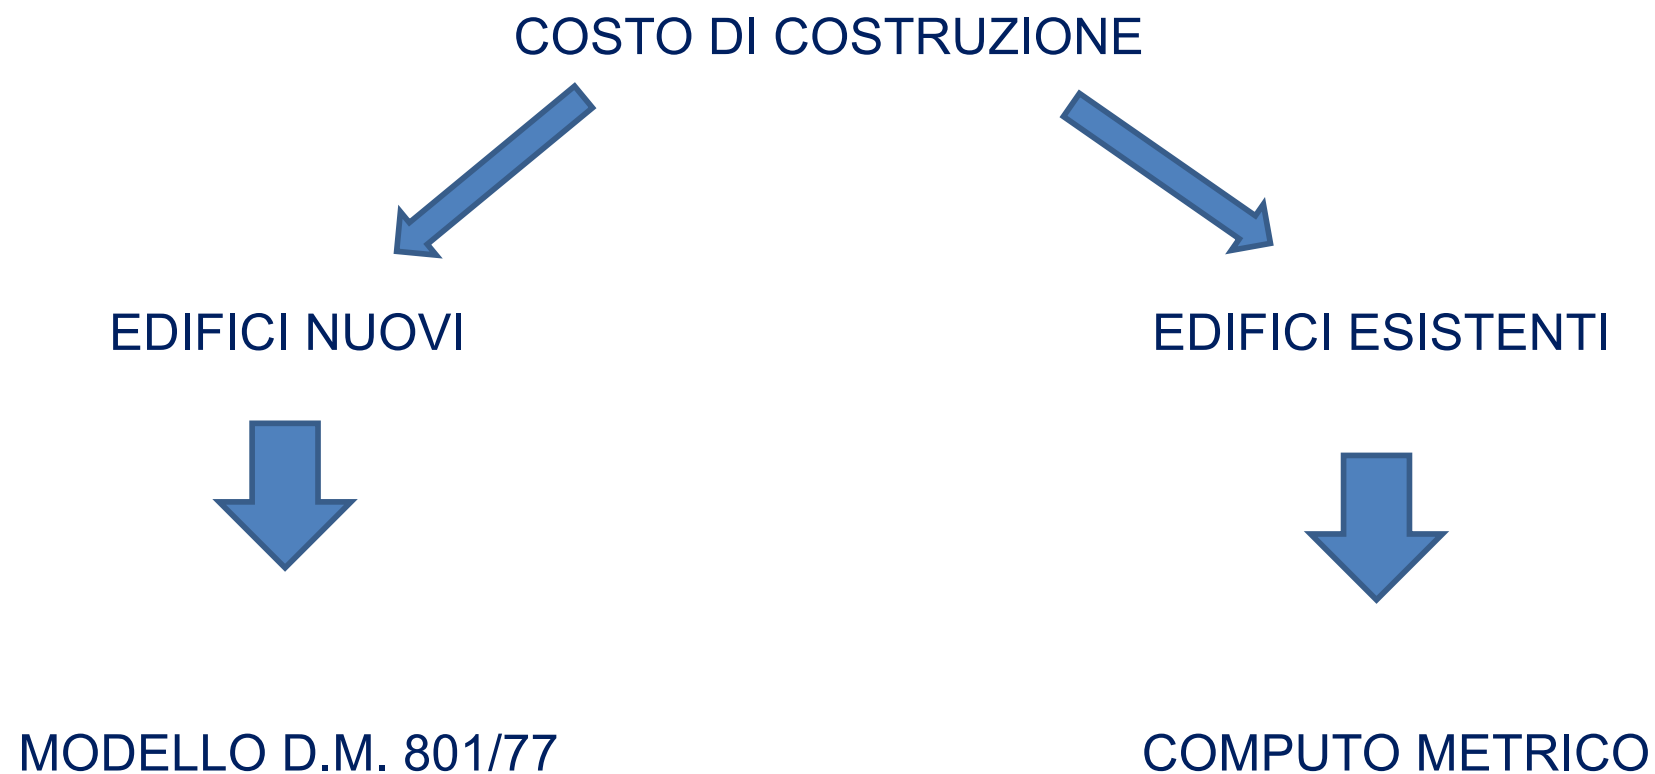 COSTO DI COSTRUZIONE
EDIFICI NUOVI
EDIFICI ESISTENTI
MODELLO D.M. 801/77
COMPUTO METRICO